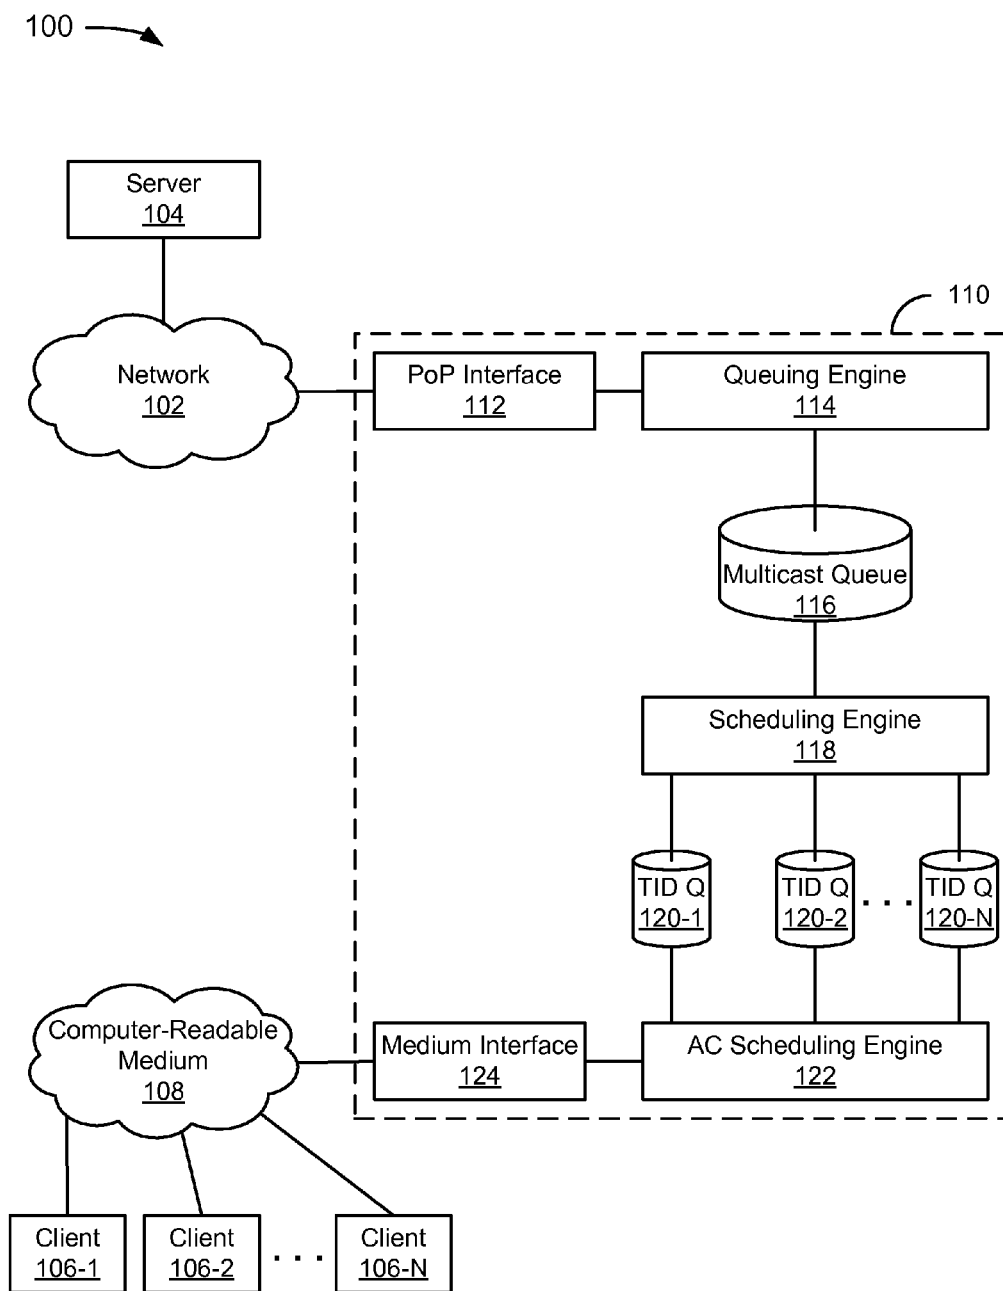 100
Server
104
110
Network
102
PoP Interface
112
Queuing Engine
114
Multicast Queue
116
Scheduling Engine
118
TID Q
120-1
TID Q
120-2
. . .
TID Q
120-N
Computer-Readable
Medium
108
Medium Interface
124
AC Scheduling Engine
122
Client
106-1
Client
106-2
. . .
Client
106-N